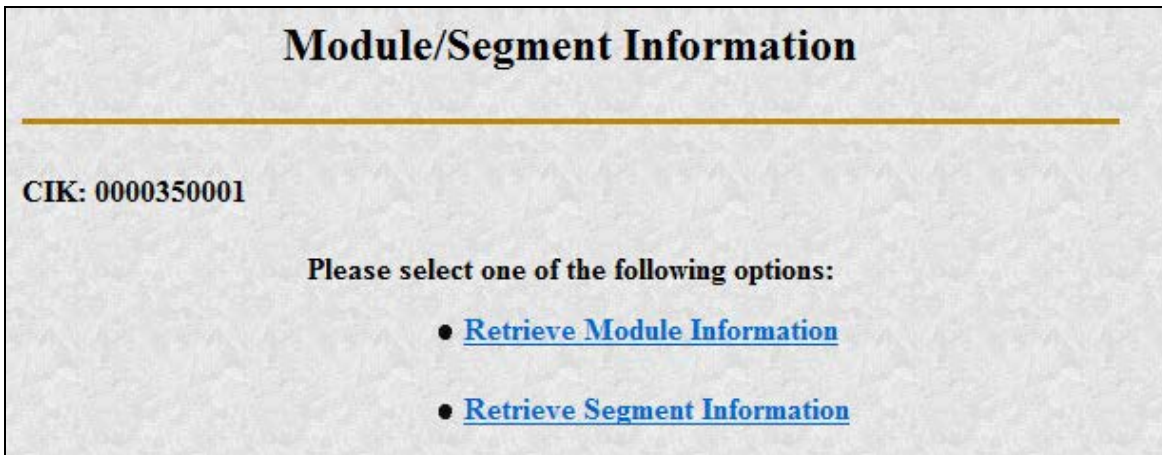 Module/Segment Information
CIK: 0000350001
Please select one of the following options:
● Retrieve Module Information
● Retrieve Segment Information